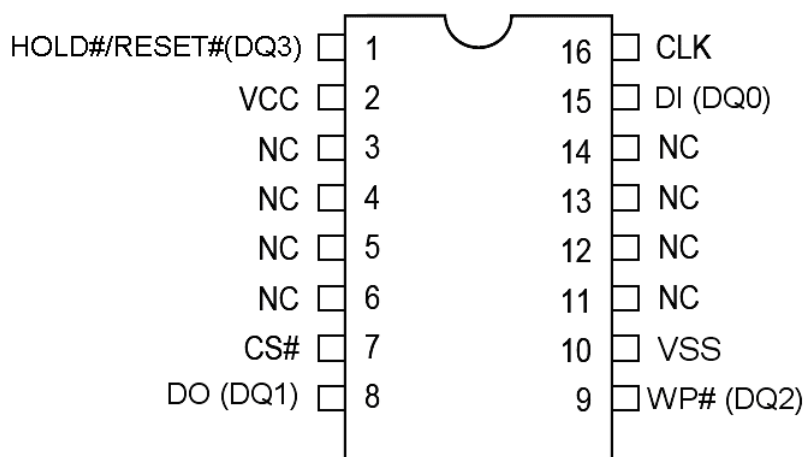 HOLD#/RESET#(DQ3) 1 16 CLK
VCC 2 15 DI (DQ0)
NC 3 14 NC
NC 4 13 NC
NC 5 12 NC
NC 6 11 NC
CS# 7 10 VSS
DO (DQ1) 8 9 WP# (DQ2)